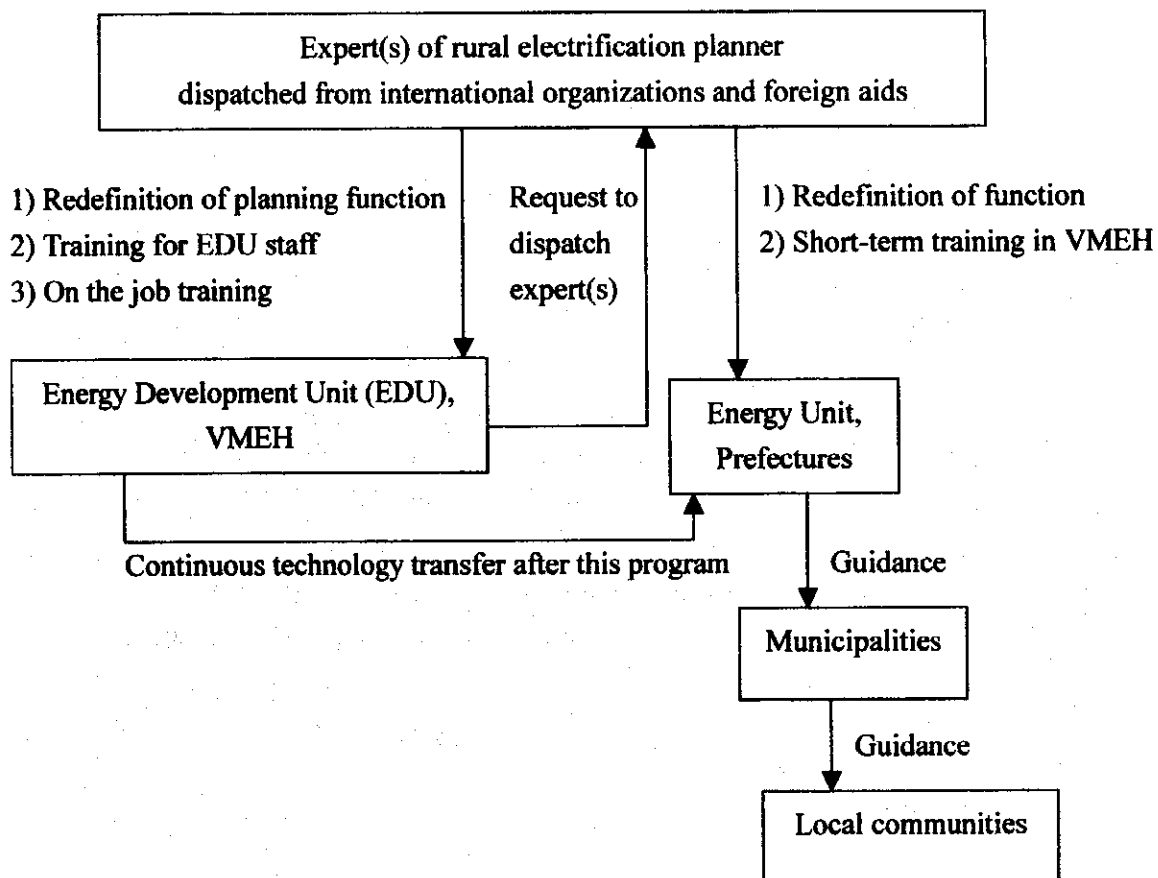 Expert(s) of rural electrification planner
dispatched from international organizations and foreign aids
1) Redefinition of planning function
2) Training for EDU staff
3) On the job training
Request to
dispatch
expert(s)
1) Redefinition of function
2) Short-term training in VMEH
Energy Development Unit (EDU),
VMEH
Energy Unit,
Prefectures
Continuous technology transfer after this program
Guidance
Municipalities
Guidance
Local communities